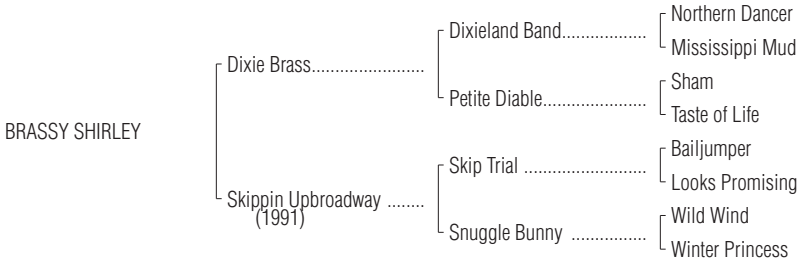 Northern Dancer
Dixieland Band..................
Mississippi Mud
Dixie Brass........................
Sham
Petite Diable......................
Taste of Life
BRASSY SHIRLEY
Bailjumper
Skip Trial ..........................
Looks Promising
Skippin Upbroadway ........
(1991)
Wild Wind
Snuggle Bunny ................
Winter Princess